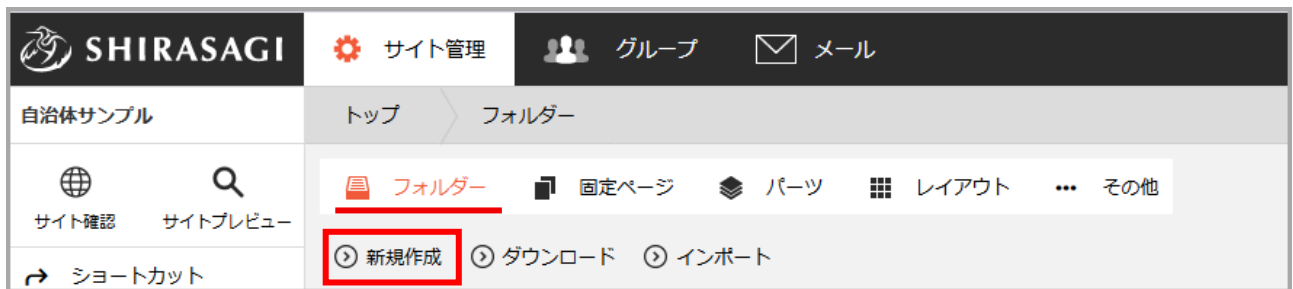 SHIRASAGI サイト管理 グループ メール
自治体サンプル トップ フォルダー
フォルダー 固定ページ パーツ レイアウト ••• その他
サイト確認 サイトプレビュー
新規作成 ダウンロード インポート
ショートカット